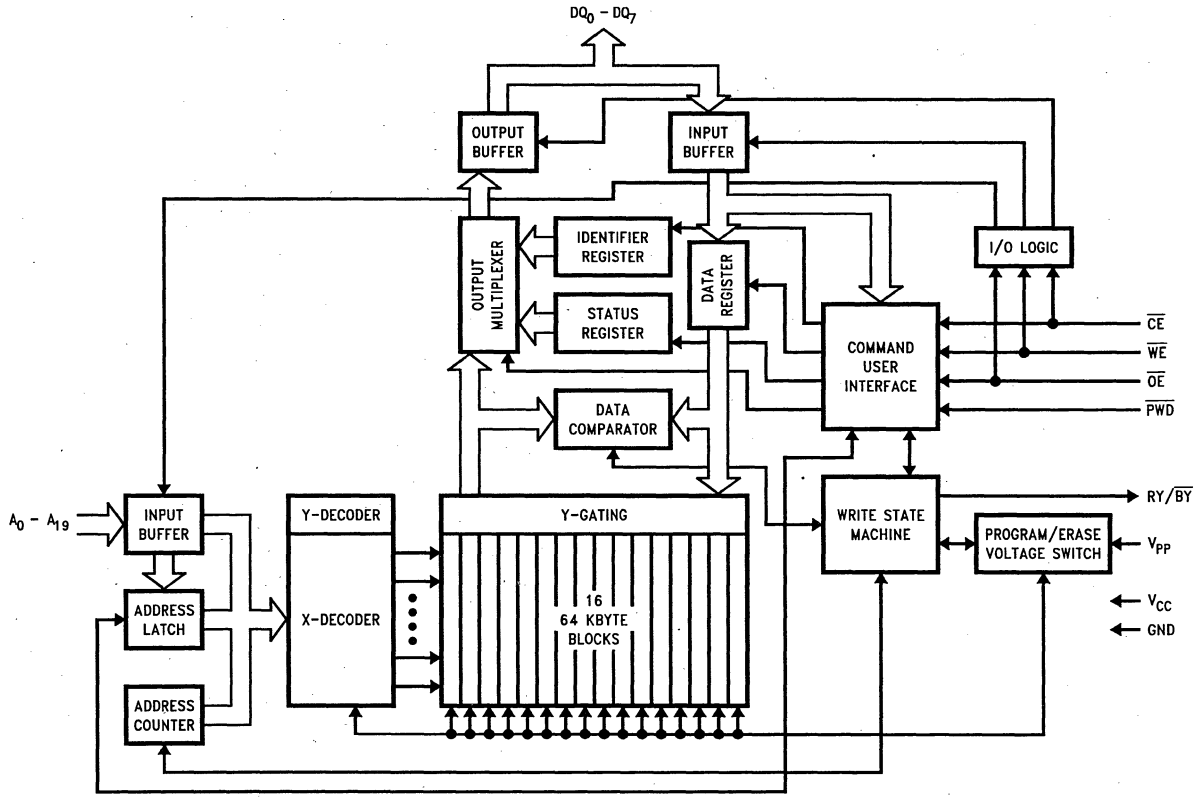 DQ0 – DQ7
OUTPUT
BUFFER
INPUT
BUFFER
I/O LOGIC
OUTPUT
MULTIPLEXER
IDENTIFIER
REGISTER
DATA
REGISTER
STATUS
REGISTER
COMMAND
USER
INTERFACE
CE
WE
OE
PWD
DATA
COMPARATOR
A0 – A19
INPUT
BUFFER
Y-DECODER
Y-GATING
WRITE STATE
MACHINE
RY/BY
PROGRAM/ERASE
VOLTAGE SWITCH
VPP
ADDRESS
LATCH
X-DECODER
16
64 KBYTE
BLOCKS
VCC
GND
ADDRESS
COUNTER